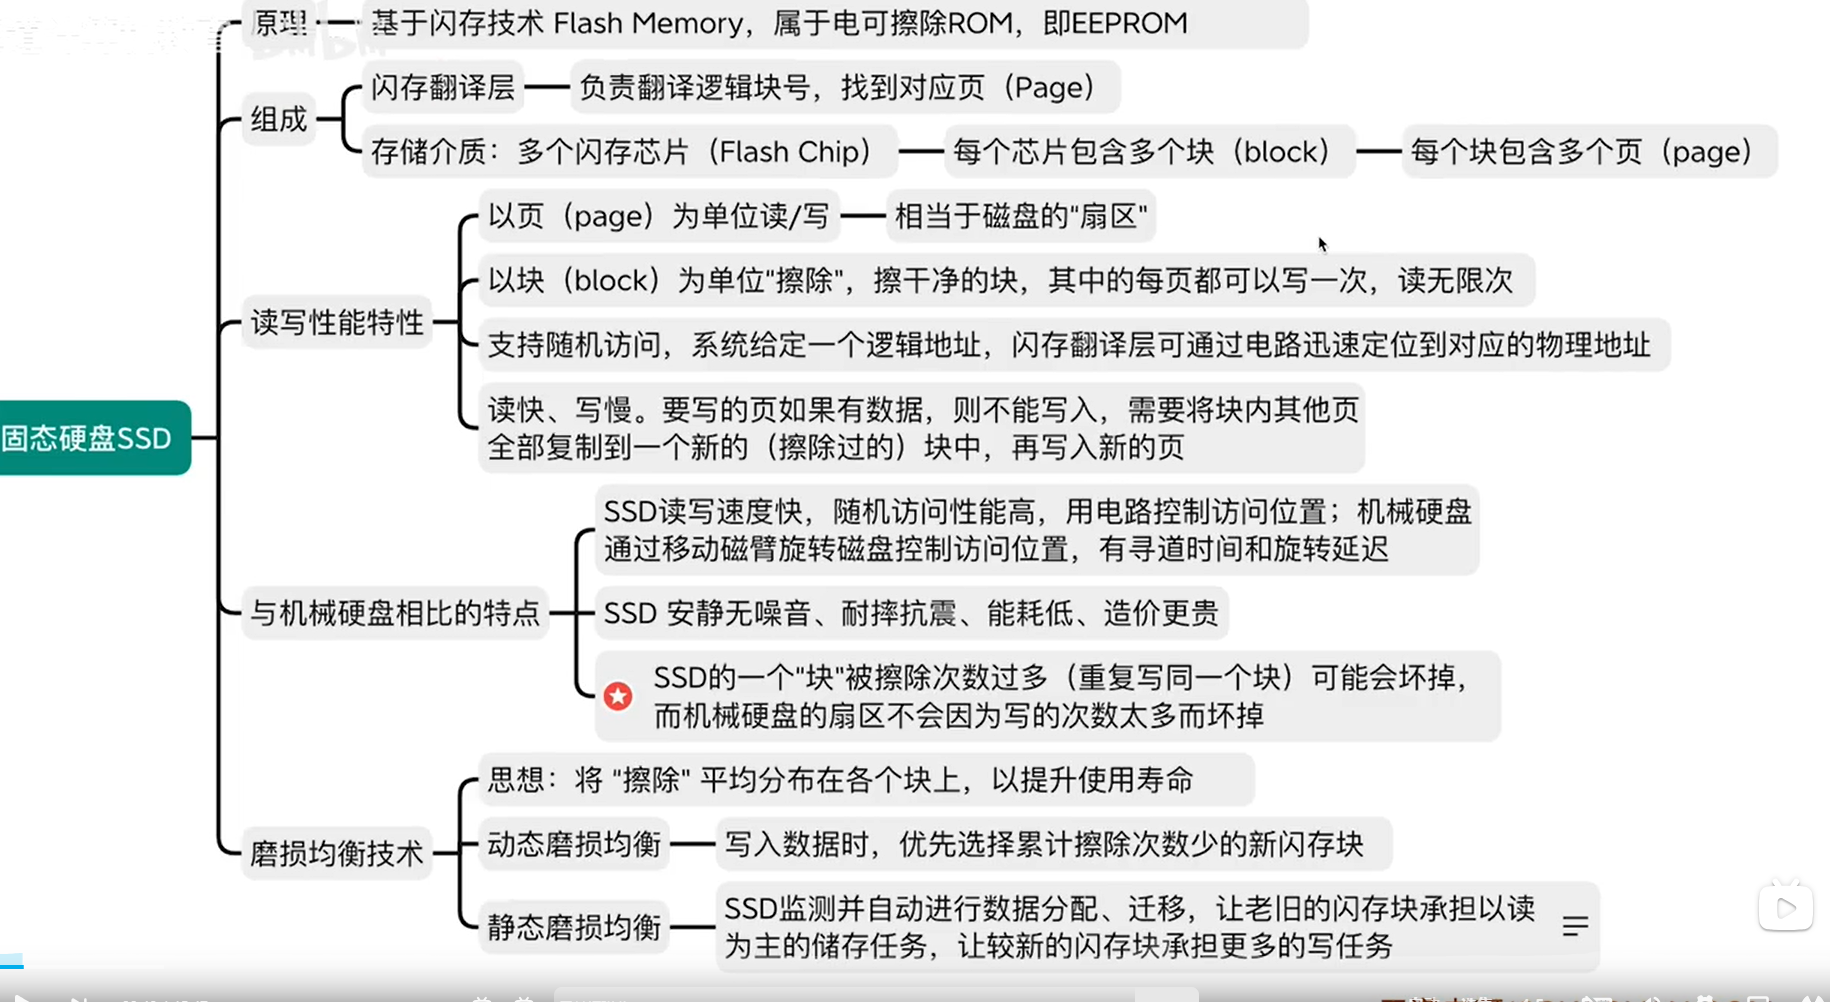 原理
基于闪存技术 Flash Memory，属于电可擦除ROM，即EEPROM
组成
闪存翻译层
负责翻译逻辑块号，找到对应页（Page）
存储介质：多个闪存芯片（Flash Chip）
每个芯片包含多个块（block）
每个块包含多个页（page）
固态硬盘SSD
读写性能特性
以页（page）为单位读/写
相当于磁盘的"扇区"
以块（block）为单位"擦除"，擦干净的块，其中的每页都可以写一次，读无限次
支持随机访问，系统给定一个逻辑地址，闪存翻译层可通过电路迅速定位到对应的物理地址
读快、写慢。要写的页如果有数据，则不能写入，需要将块内其他页
全部复制到一个新的（擦除过的）块中，再写入新的页
与机械硬盘相比的特点
SSD读写速度快，随机访问性能高，用电路控制访问位置；机械硬盘
通过移动磁臂旋转磁盘控制访问位置，有寻道时间和旋转延迟
SSD 安静无噪音、耐摔抗震、能耗低、造价更贵
SSD的一个"块"被擦除次数过多（重复写同一个块）可能会坏掉，
而机械硬盘的扇区不会因为写的次数太多而坏掉
磨损均衡技术
思想：将 "擦除" 平均分布在各个块上，以提升使用寿命
动态磨损均衡
写入数据时，优先选择累计擦除次数少的新闪存块
静态磨损均衡
SSD监测并自动进行数据分配、迁移，让老旧的闪存块承担以读
为主的储存任务，让较新的闪存块承担更多的写任务